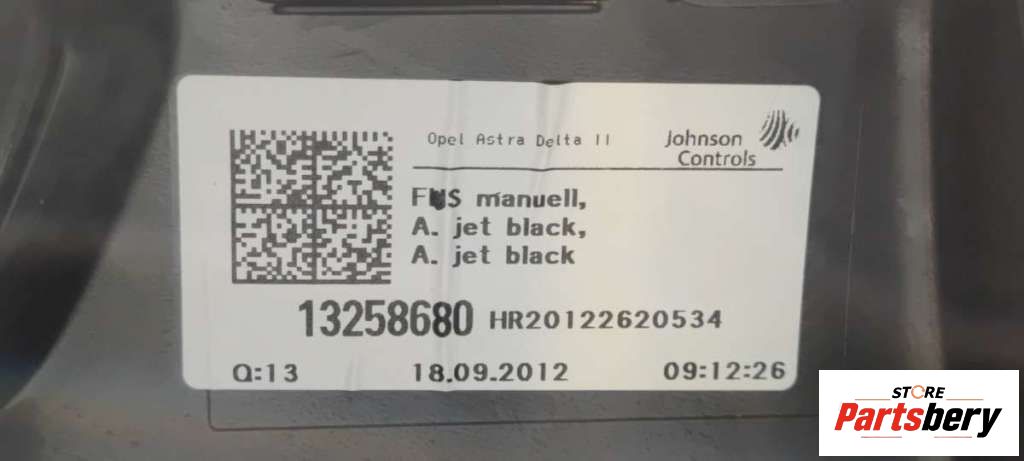 Opel Astra Delta II
Johnson
Controls
manuell,
A. jet black,
A. jet black
13258680 HR20122620534
Q:13 18.09.2012 09:12:26
STORE
Partsbery